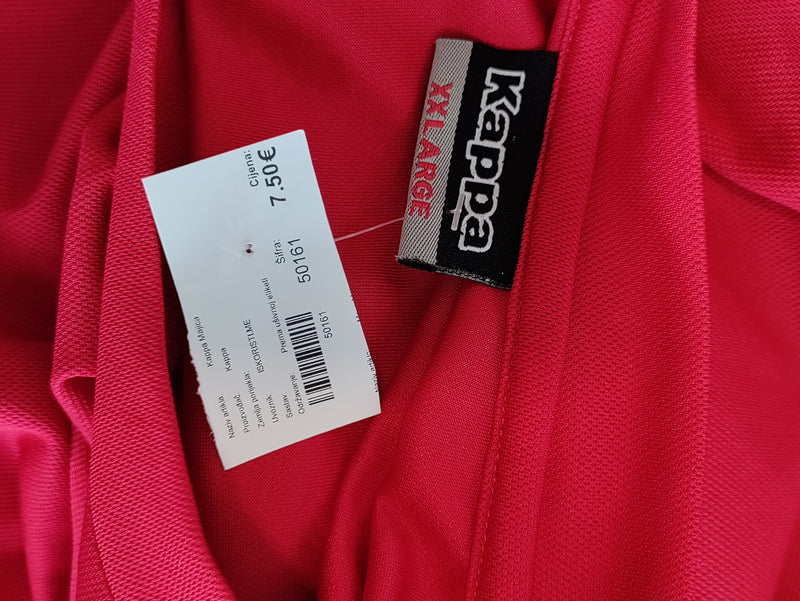 Kappa
XXLARGE
Naziv artikla: Kappa Majica
Proizvođač: Kappa
Zemlja porijekla:
Uvoznik: ISKORISTI.ME
Sastav:
Održavanje: Prema ušivnoj etiketi
50161
Šifra: 50161
Cijena: 7.50€